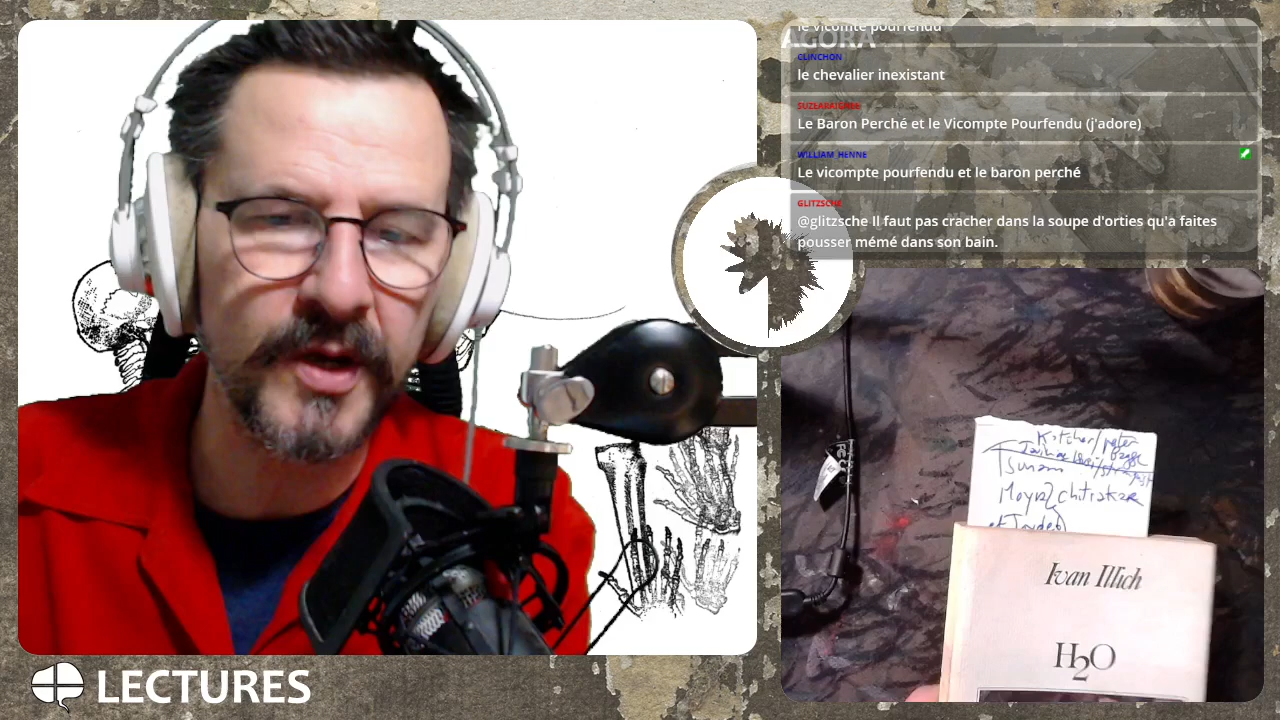 le vicomte pourfendu
AGORA
CLINCHON
le chevalier inexistant
SUZEARAIGNEE
Le Baron Perché et le Vicompte Pourfendu (j'adore)
WILLIAM_HENNE
Le vicompte pourfendu et le baron perché
GLITZSCHE
@glitzsche Il faut pas cracher dans la soupe d'orties qu'a faites
pousser mémé dans son bain.
Tsunam
Ivan Illich
H2O
LECTURES